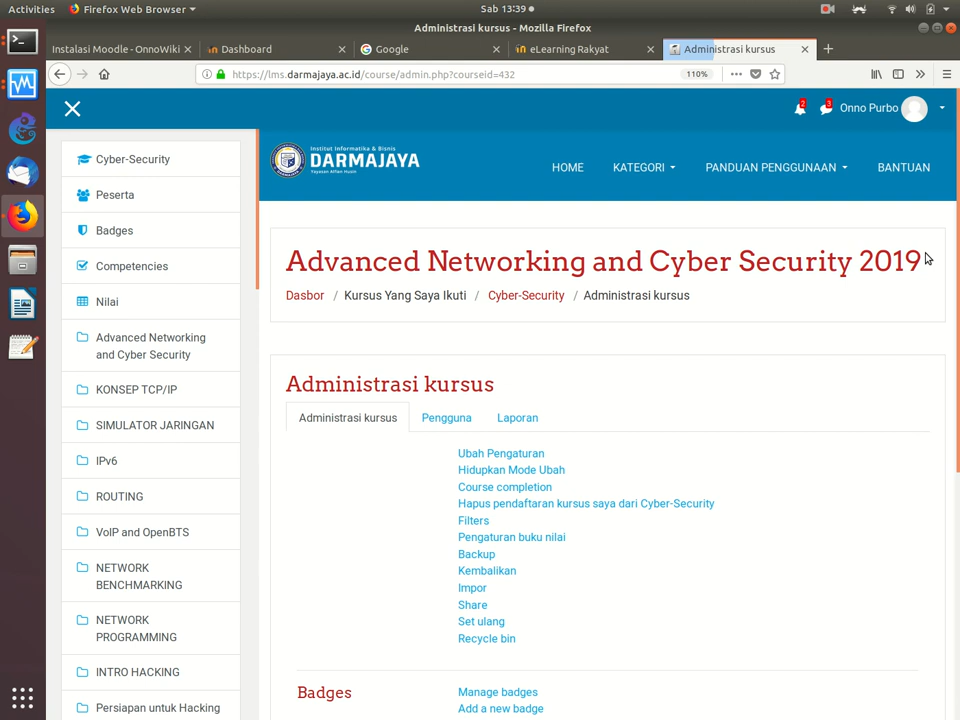 Activities
Firefox Web Browser
Sab 13:39
Administrasi kursus - Mozilla Firefox
Instalasi Moodle - OnnoWiki
Dashboard
Google
eLearning Rakyat
Administrasi kursus
https://lms.darmajaya.ac.id/course/admin.php?courseid=432
110%
2
3
Onno Purbo
Institut Informatika & Bisnis
DARMAJAYA
Yayasan Alfian Husin
HOME
KATEGORI
PANDUAN PENGGUNAAN
BANTUAN
Cyber-Security
Peserta
Badges
Competencies
Nilai
Advanced Networking
and Cyber Security
KONSEP TCP/IP
SIMULATOR JARINGAN
IPv6
ROUTING
VoIP and OpenBTS
NETWORK
BENCHMARKING
NETWORK
PROGRAMMING
INTRO HACKING
Persiapan untuk Hacking
Advanced Networking and Cyber Security 2019
Dasbor / Kursus Yang Saya Ikuti / Cyber-Security / Administrasi kursus
Administrasi kursus
Administrasi kursus
Pengguna
Laporan
Ubah Pengaturan
Hidupkan Mode Ubah
Course completion
Hapus pendaftaran kursus saya dari Cyber-Security
Filters
Pengaturan buku nilai
Backup
Kembalikan
Impor
Share
Set ulang
Recycle bin
Badges
Manage badges
Add a new badge